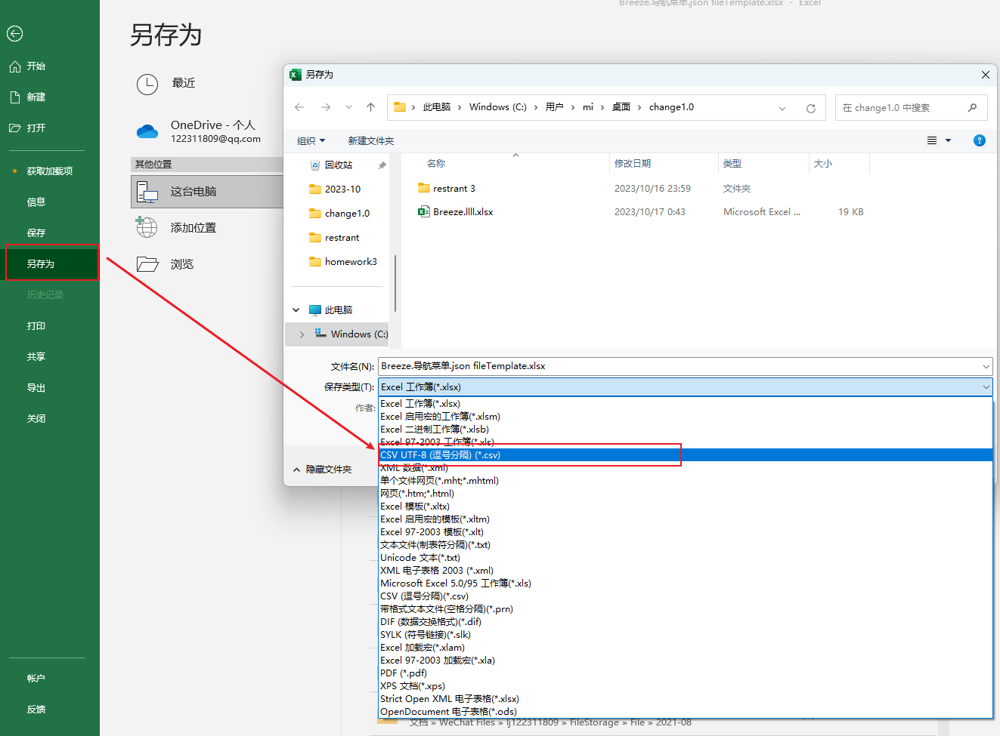 Breeze.导航菜单.json fileTemplate.xlsx - Excel
另存为
开始
新建
打开
获取加载项
信息
保存
另存为
历史记录
打印
共享
导出
关闭
帐户
反馈
最近
OneDrive - 个人
122311809@qq.com
其他位置
这台电脑
添加位置
浏览
另存为
此电脑 › Windows (C:) › 用户 › mi › 桌面 › change1.0
在 change1.0 中搜索
组织 新建文件夹
回收站
2023-10
change1.0
restrant
homework3
此电脑
Windows (C:)
名称 修改日期 类型 大小
restrant 3 2023/10/16 23:59 文件夹
Breeze.llll.xlsx 2023/10/17 0:43 Microsoft Excel ... 19 KB
文件名(N): Breeze.导航菜单.json fileTemplate.xlsx
保存类型(T): Excel 工作簿(*.xlsx)
作者:
隐藏文件夹
Excel 工作簿(*.xlsx)
Excel 启用宏的工作簿(*.xlsm)
Excel 二进制工作簿(*.xlsb)
Excel 97-2003 工作簿(*.xls)
CSV UTF-8 (逗号分隔) (*.csv)
XML 数据(*.xml)
单个文件网页(*.mht;*.mhtml)
网页(*.htm;*.html)
Excel 模板(*.xltx)
Excel 启用宏的模板(*.xltm)
Excel 97-2003 模板(*.xlt)
文本文件(制表符分隔)(*.txt)
Unicode 文本(*.txt)
XML 电子表格 2003 (*.xml)
Microsoft Excel 5.0/95 工作簿(*.xls)
CSV (逗号分隔)(*.csv)
带格式文本文件(空格分隔)(*.prn)
DIF (数据交换格式)(*.dif)
SYLK (符号链接)(*.slk)
Excel 加载宏(*.xlam)
Excel 97-2003 加载宏(*.xla)
PDF (*.pdf)
XPS 文档(*.xps)
Strict Open XML 电子表格(*.xlsx)
OpenDocument 电子表格(*.ods)
文档 » WeChat Files » lj122311809 » FileStorage » File » 2021-08